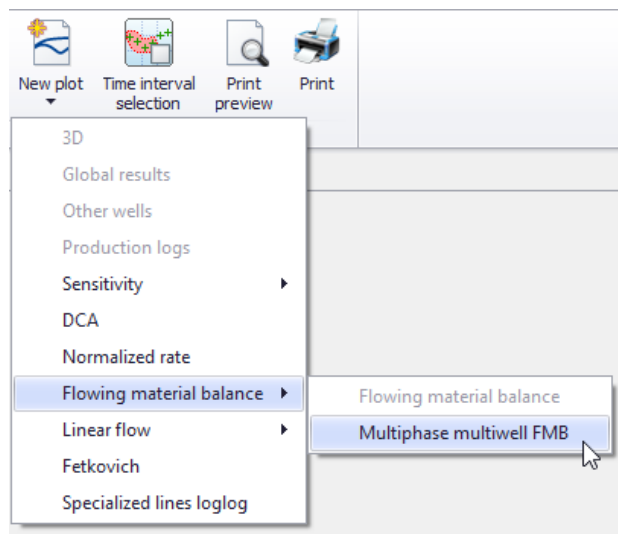 New plot
Time interval
selection
Print
preview
Print
3D
Global results
Other wells
Production logs
Sensitivity
DCA
Normalized rate
Flowing material balance
Flowing material balance
Multiphase multiwell FMB
Linear flow
Fetkovich
Specialized lines loglog